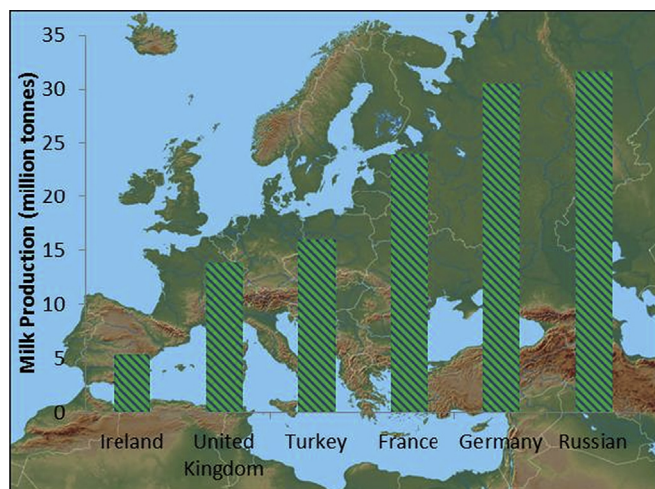 Milk Production (million tonnes)
35
30
25
20
15
10
5
0
Ireland
United
Kingdom
Turkey
France
Germany
Russian